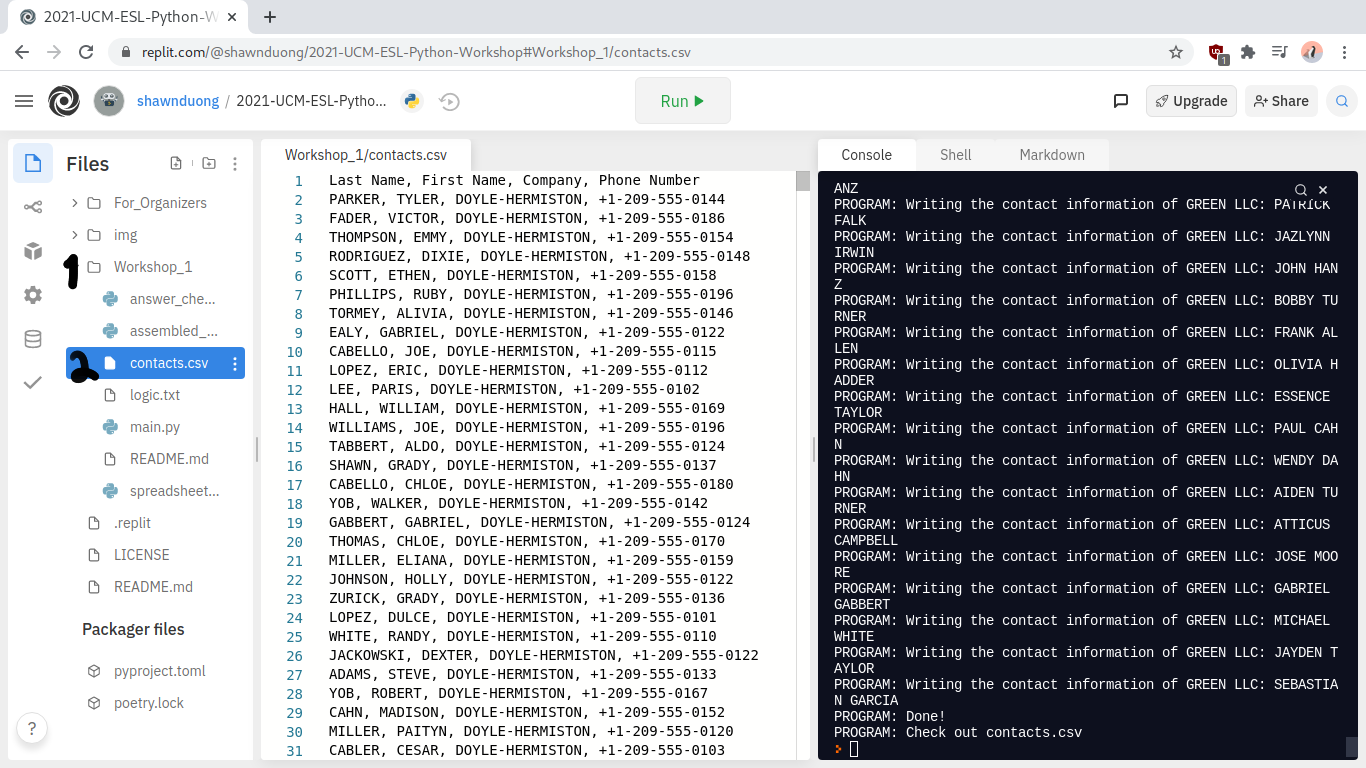 2021-UCM-ESL-Python-W
replit.com/@shawnduong/2021-UCM-ESL-Python-Workshop#Workshop_1/contacts.csv
1
shawnduong / 2021-UCM-ESL-Pytho...
Run
Upgrade
Share
Files
For_Organizers
img
1
Workshop_1
answer_che...
assembled_...
2
contacts.csv
logic.txt
main.py
README.md
spreadsheet...
.replit
LICENSE
README.md
Packager files
pyproject.toml
poetry.lock
?
Workshop_1/contacts.csv
1 Last Name, First Name, Company, Phone Number
2 PARKER, TYLER, DOYLE-HERMISTON, +1-209-555-0144
3 FADER, VICTOR, DOYLE-HERMISTON, +1-209-555-0186
4 THOMPSON, EMMY, DOYLE-HERMISTON, +1-209-555-0154
5 RODRIGUEZ, DIXIE, DOYLE-HERMISTON, +1-209-555-0148
6 SCOTT, ETHEN, DOYLE-HERMISTON, +1-209-555-0158
7 PHILLIPS, RUBY, DOYLE-HERMISTON, +1-209-555-0196
8 TORMEY, ALIVIA, DOYLE-HERMISTON, +1-209-555-0146
9 EALY, GABRIEL, DOYLE-HERMISTON, +1-209-555-0122
10 CABELLO, JOE, DOYLE-HERMISTON, +1-209-555-0115
11 LOPEZ, ERIC, DOYLE-HERMISTON, +1-209-555-0112
12 LEE, PARIS, DOYLE-HERMISTON, +1-209-555-0102
13 HALL, WILLIAM, DOYLE-HERMISTON, +1-209-555-0169
14 WILLIAMS, JOE, DOYLE-HERMISTON, +1-209-555-0196
15 TABBERT, ALDO, DOYLE-HERMISTON, +1-209-555-0124
16 SHAWN, GRADY, DOYLE-HERMISTON, +1-209-555-0137
17 CABELLO, CHLOE, DOYLE-HERMISTON, +1-209-555-0180
18 YOB, WALKER, DOYLE-HERMISTON, +1-209-555-0142
19 GABBERT, GABRIEL, DOYLE-HERMISTON, +1-209-555-0124
20 THOMAS, CHLOE, DOYLE-HERMISTON, +1-209-555-0170
21 MILLER, ELIANA, DOYLE-HERMISTON, +1-209-555-0159
22 JOHNSON, HOLLY, DOYLE-HERMISTON, +1-209-555-0122
23 ZURICK, GRADY, DOYLE-HERMISTON, +1-209-555-0136
24 LOPEZ, DULCE, DOYLE-HERMISTON, +1-209-555-0101
25 WHITE, RANDY, DOYLE-HERMISTON, +1-209-555-0110
26 JACKOWSKI, DEXTER, DOYLE-HERMISTON, +1-209-555-0122
27 ADAMS, STEVE, DOYLE-HERMISTON, +1-209-555-0133
28 YOB, ROBERT, DOYLE-HERMISTON, +1-209-555-0167
29 CAHN, MADISON, DOYLE-HERMISTON, +1-209-555-0152
30 MILLER, PAITYN, DOYLE-HERMISTON, +1-209-555-0120
31 CABLER, CESAR, DOYLE-HERMISTON, +1-209-555-0103
Console Shell Markdown
ANZ
PROGRAM: Writing the contact information of GREEN LLC: PATRICK
FALK
PROGRAM: Writing the contact information of GREEN LLC: JAZLYNN
IRWIN
PROGRAM: Writing the contact information of GREEN LLC: JOHN HAN
Z
PROGRAM: Writing the contact information of GREEN LLC: BOBBY TU
RNER
PROGRAM: Writing the contact information of GREEN LLC: FRANK AL
LEN
PROGRAM: Writing the contact information of GREEN LLC: OLIVIA H
ADDER
PROGRAM: Writing the contact information of GREEN LLC: ESSENCE
TAYLOR
PROGRAM: Writing the contact information of GREEN LLC: PAUL CAH
N
PROGRAM: Writing the contact information of GREEN LLC: WENDY DA
HN
PROGRAM: Writing the contact information of GREEN LLC: AIDEN TU
RNER
PROGRAM: Writing the contact information of GREEN LLC: ATTICUS
CAMPBELL
PROGRAM: Writing the contact information of GREEN LLC: JOSE MOO
RE
PROGRAM: Writing the contact information of GREEN LLC: GABRIEL
GABBERT
PROGRAM: Writing the contact information of GREEN LLC: MICHAEL
WHITE
PROGRAM: Writing the contact information of GREEN LLC: JAYDEN T
AYLOR
PROGRAM: Writing the contact information of GREEN LLC: SEBASTIA
N GARCIA
PROGRAM: Done!
PROGRAM: Check out contacts.csv